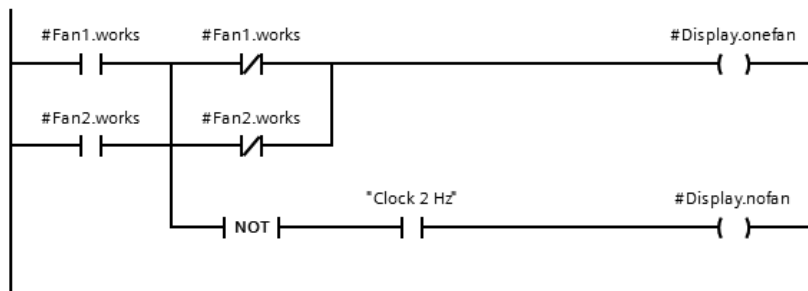 #Fan1.works #Fan1.works #Display.onefan
#Fan2.works #Fan2.works
"Clock 2 Hz" #Display.nofan
NOT